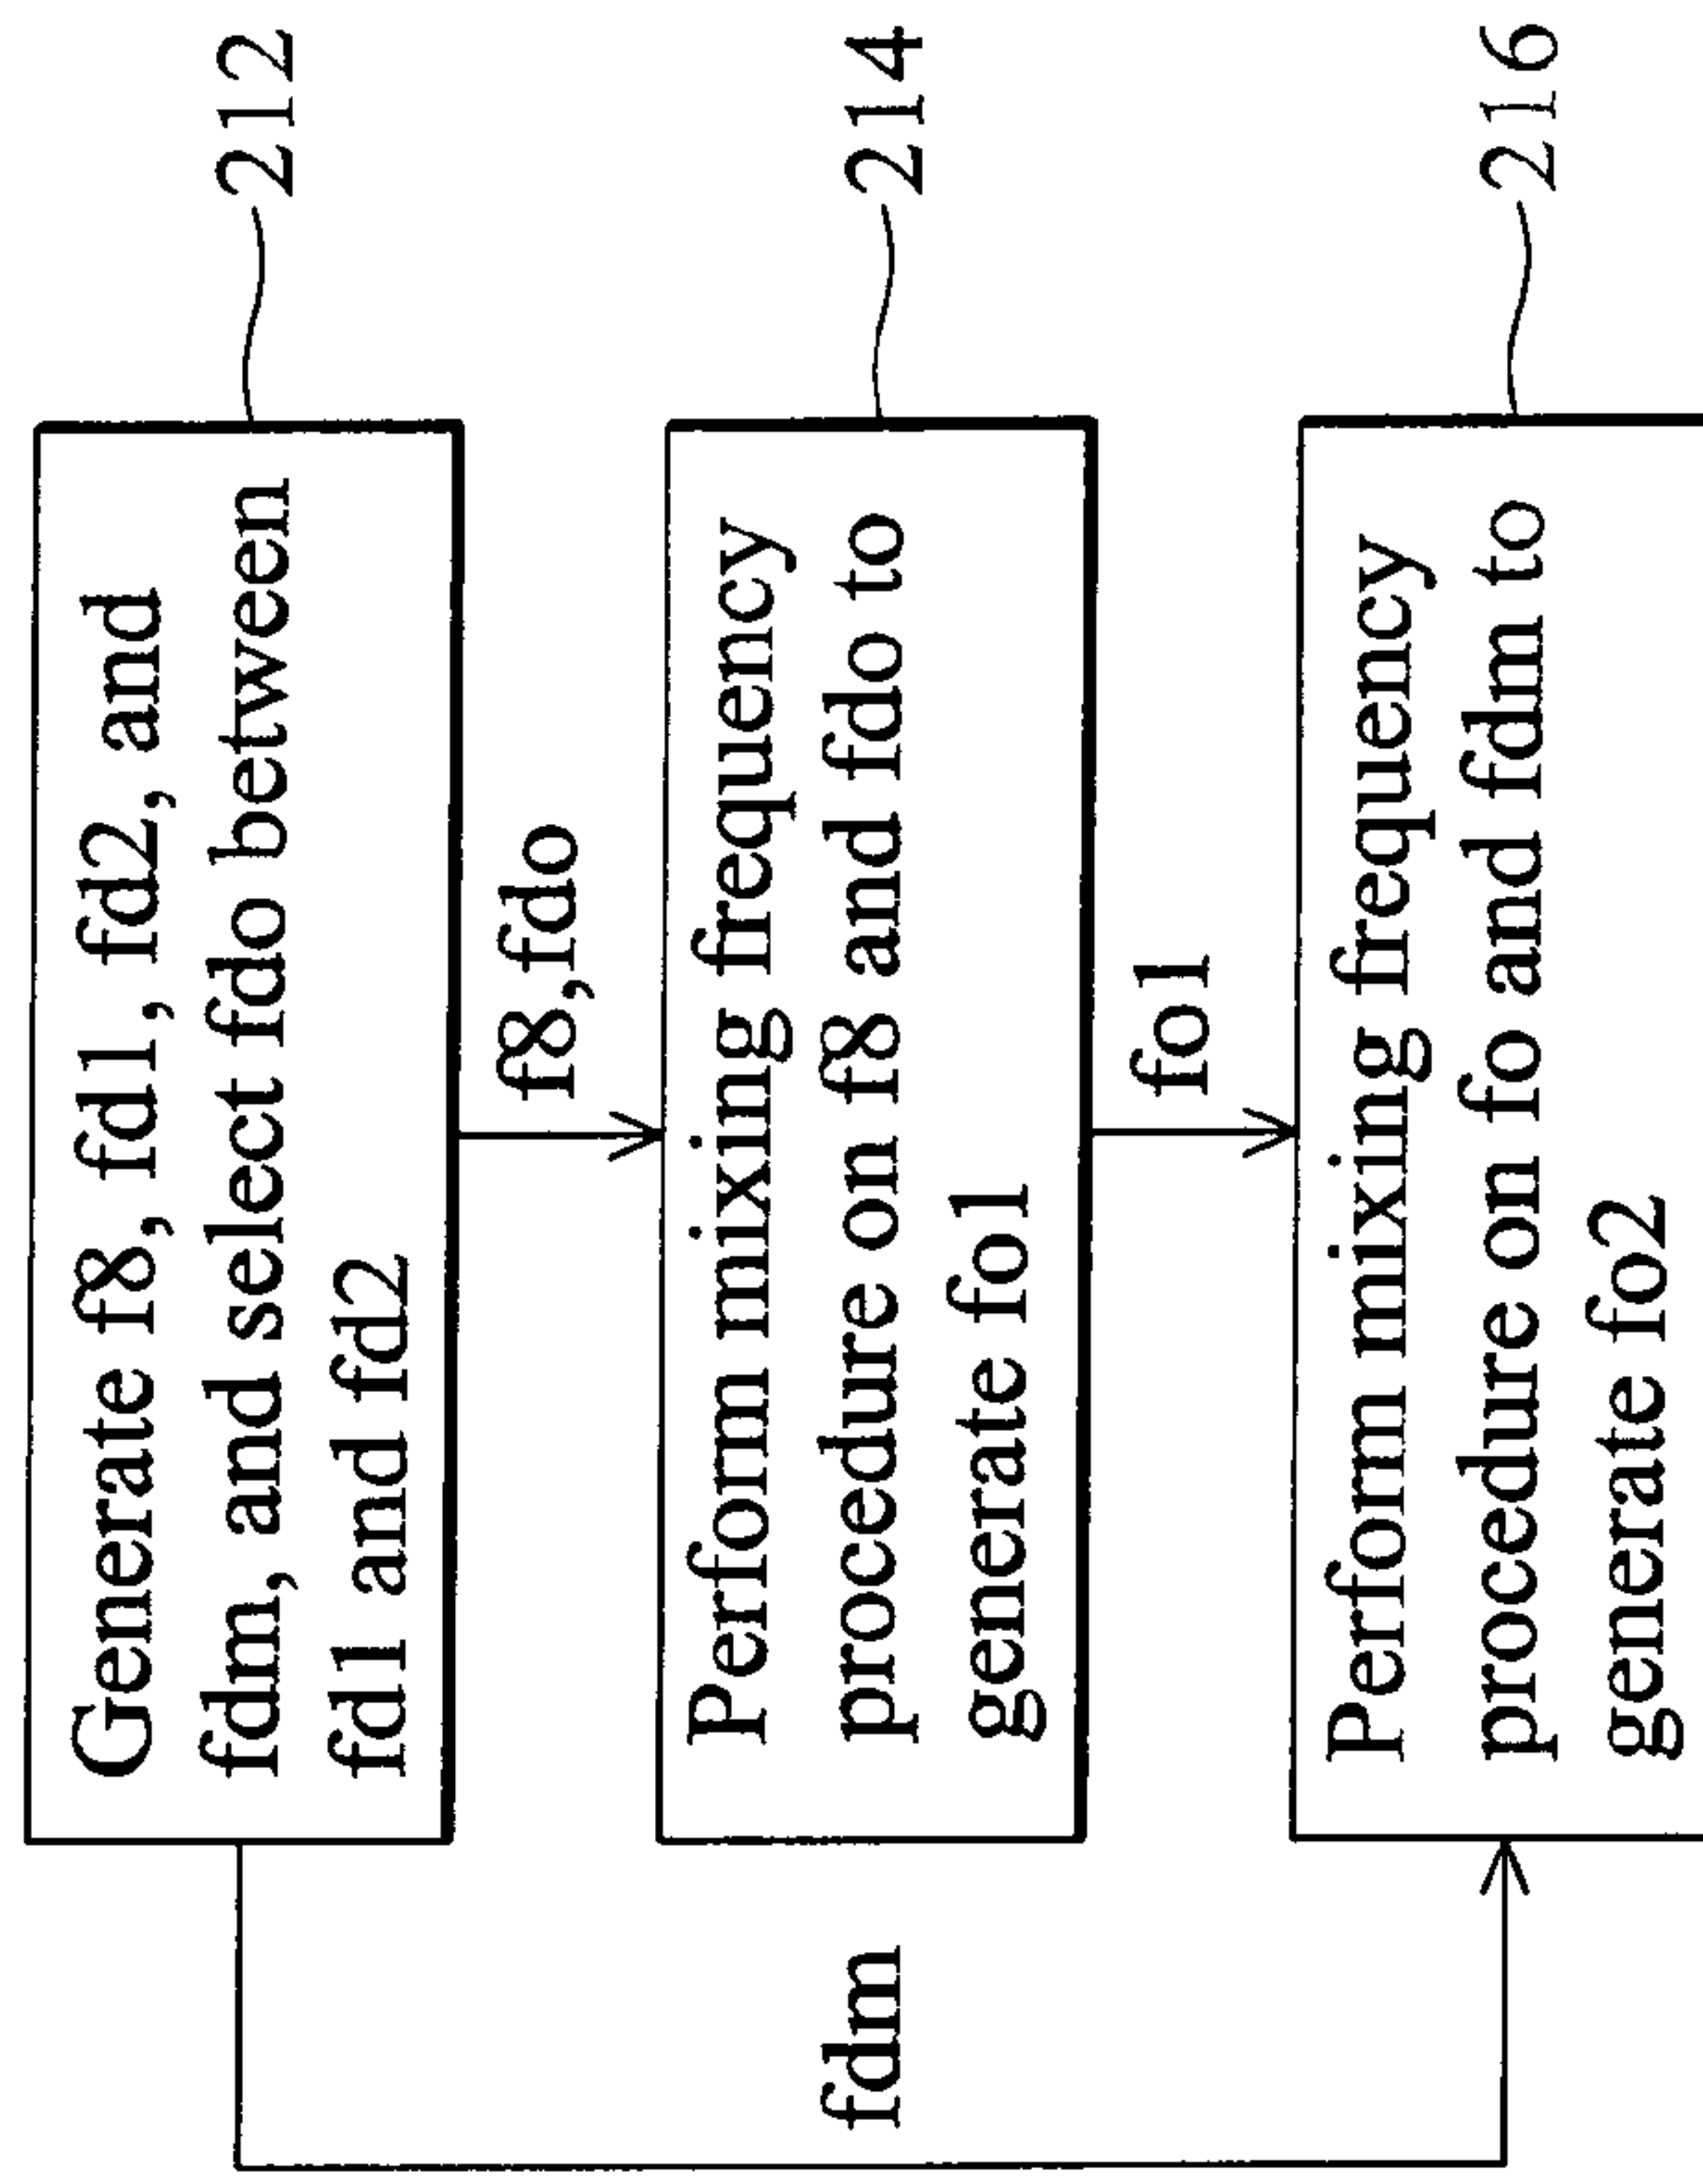 Generate f8, fd1, fd2, and
fdm, and select fdo between
fd1 and fd2
212
f8,fdo
Perfom mixing frequency
procedure on f8 and fdo to
generate fo1
214
fdm
fo1
Perfom mixing frequency
procedure on fo and fdm to
generate fo2
216